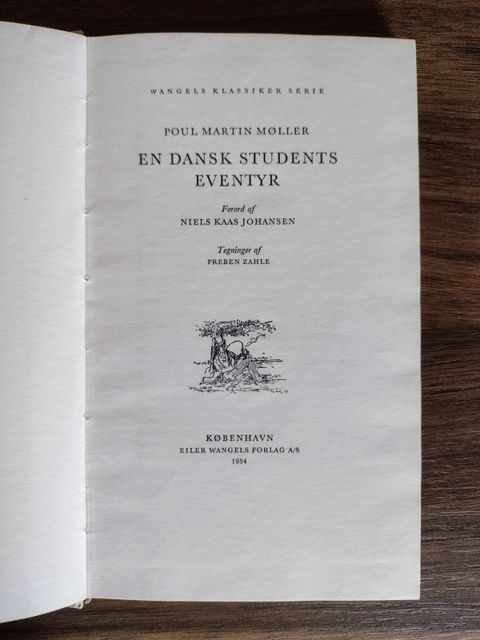 WANGELS KLASSIKER SERIE
POUL MARTIN MØLLER
EN DANSK STUDENTS
EVENTYR
Forord af
NIELS KAAS JOHANSEN
Tegninger af
PREBEN ZAHLE
KØBENHAVN
EILER WANGELS FORLAG A/S
1954